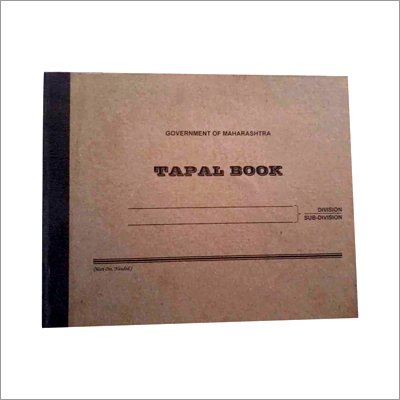 GOVERNMENT OF MAHARASHTRA
TAPAL BOOK
DIVISION
SUB-DIVISION